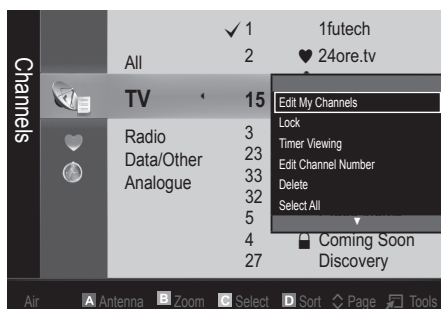 Channels
All
TV
Radio
Data/Other
Analogue
1 1futech
2 24ore.tv
15
3
23
33
32
5
4 Coming Soon
27 Discovery
Edit My Channels
Lock
Timer Viewing
Edit Channel Number
Delete
Select All
Air A Antenna B Zoom C Select D Sort Page Tools